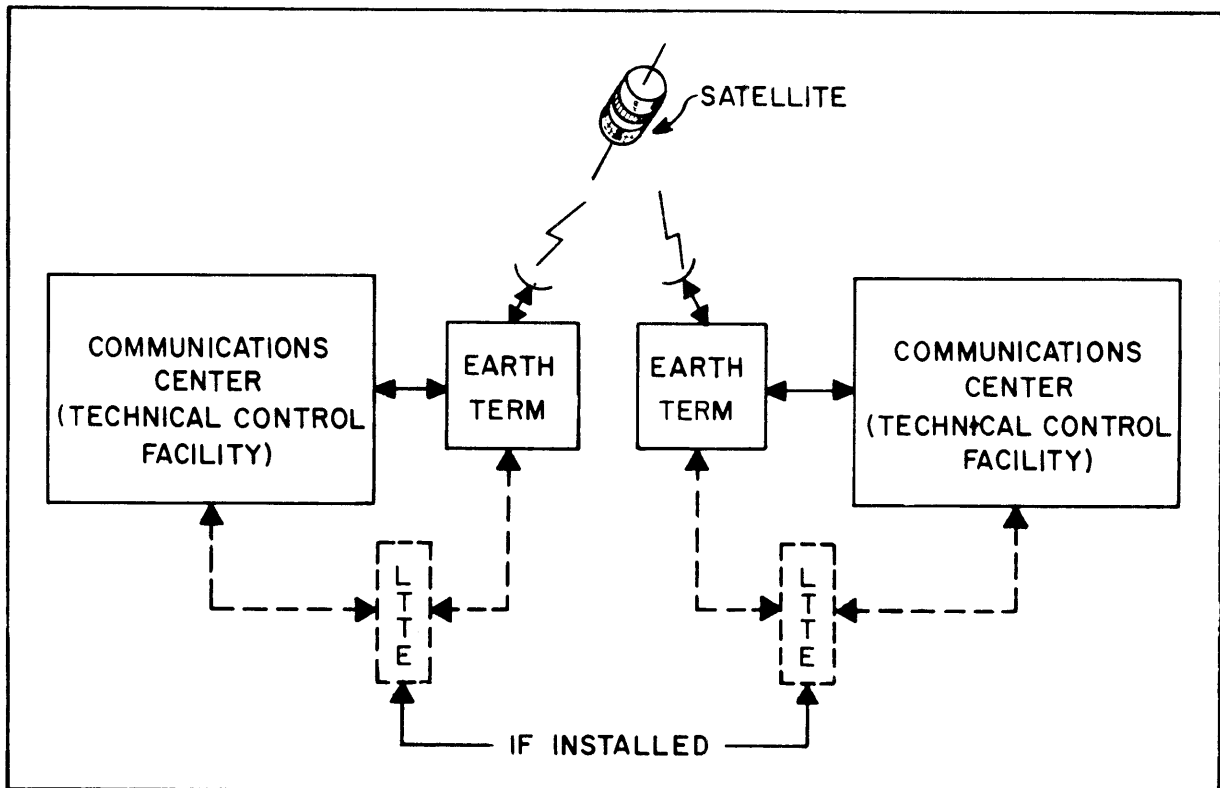 SATELLITE
COMMUNICATIONS
CENTER
(TECHNICAL CONTROL
FACILITY)
EARTH
TERM
EARTH
TERM
COMMUNICATIONS
CENTER
(TECHNICAL CONTROL
FACILITY)
L
T
T
E
L
T
T
E
IF INSTALLED